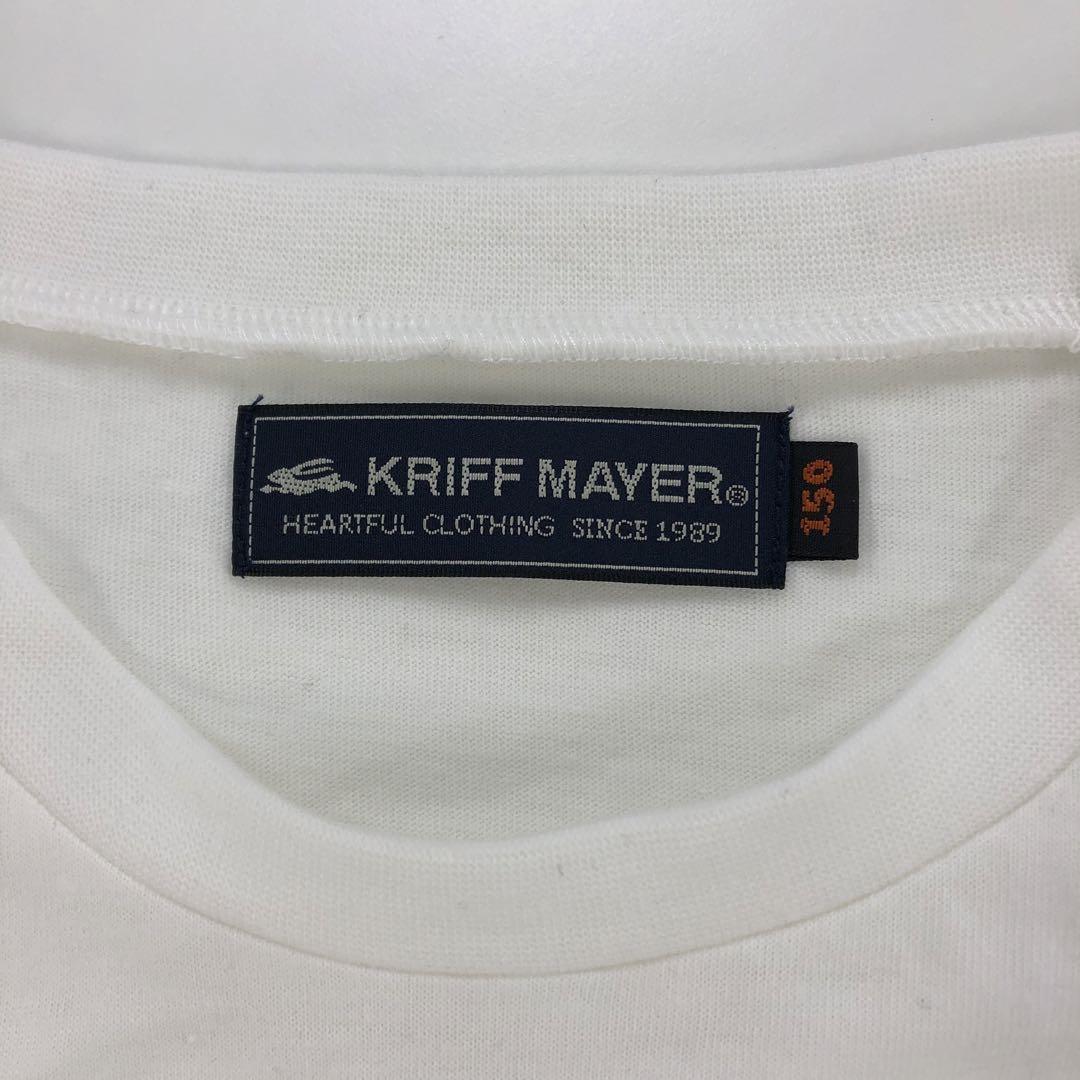 KRIFF MAYER®
HEARTFUL CLOTHING SINCE 1989
150